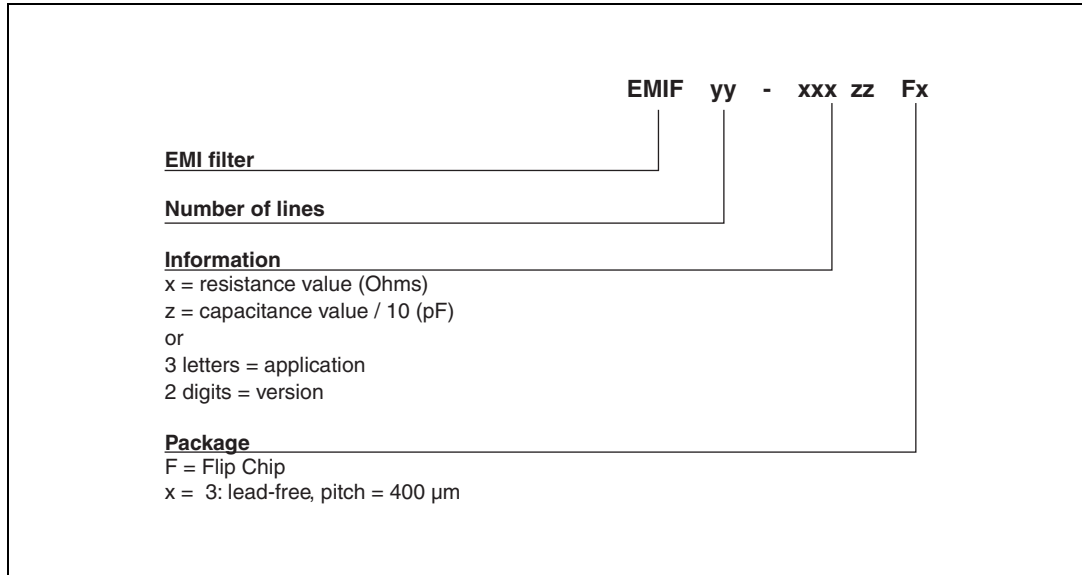 EMIF yy - xxx zz Fx
EMI filter
Number of lines
Information
x = resistance value (Ohms)
z = capacitance value / 10 (pF)
or
3 letters = application
2 digits = version
Package
F = Flip Chip
x = 3: lead-free, pitch = 400 µm